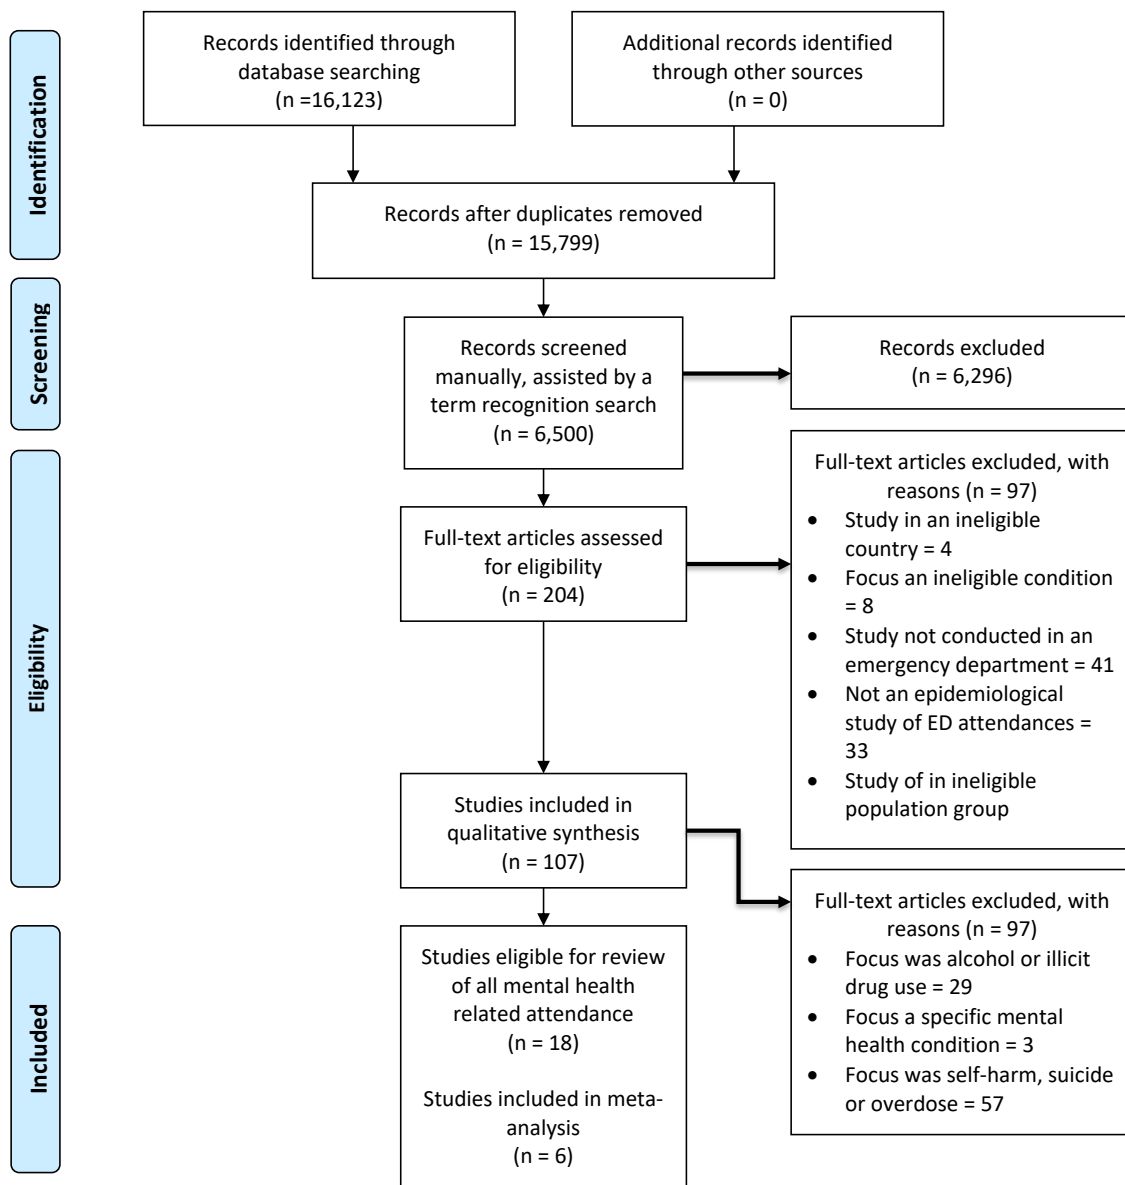 Identification
Records identified through
database searching
(n =16,123)
Additional records identified
through other sources
(n = 0)
Records after duplicates removed
(n = 15,799)
Screening
Records screened
manually, assisted by a
term recognition search
(n = 6,500)
Records excluded
(n = 6,296)
Eligibility
Full-text articles assessed
for eligibility
(n = 204)
Full-text articles excluded, with
reasons (n = 97)
• Study in an ineligible
country = 4
• Focus an ineligible condition
= 8
• Study not conducted in an
emergency department = 41
• Not an epidemiological
study of ED attendances =
33
• Study of in ineligible
population group
Studies included in
qualitative synthesis
(n = 107)
Full-text articles excluded, with
reasons (n = 97)
• Focus was alcohol or illicit
drug use = 29
• Focus a specific mental
health condition = 3
• Focus was self-harm, suicide
or overdose = 57
Included
Studies eligible for review
of all mental health
related attendance
(n = 18)
Studies included in meta-
analysis
(n = 6)